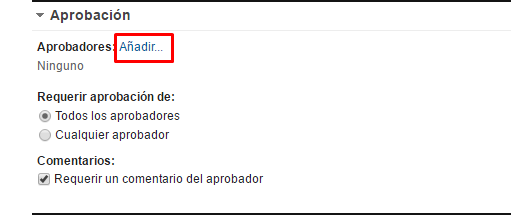 Aprobación
Aprobadores: Añadir...
Ninguno
Requerir aprobación de:
Todos los aprobadores
Cualquier aprobador
Comentarios:
Requerir un comentario del aprobador